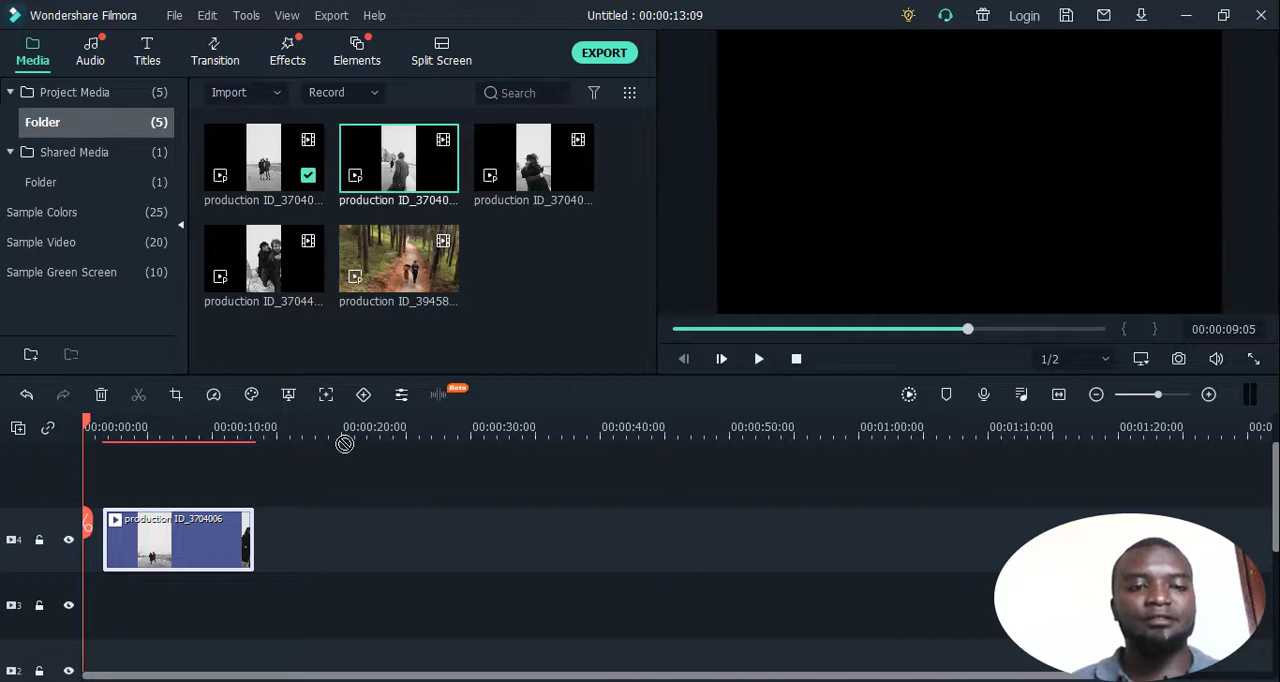 Wondershare Filmora File Edit Tools View Export Help Untitled : 00:00:13:09 Login
Media Audio Titles Transition Effects Elements Split Screen EXPORT
Project Media (5)
Folder (5)
Shared Media (1)
Folder (1)
Sample Colors (25)
Sample Video (20)
Sample Green Screen (10)
Import Record Search
production ID_37040... production ID_37040... production ID_37040...
production ID_37044... production ID_39458...
00:00:09:05
1/2
Beta
00:00:00:00 00:00:10:00 00:00:20:00 00:00:30:00 00:00:40:00 00:00:50:00 00:01:00:00 00:01:10:00 00:01:20:00 00:0
production ID_3704006
4
3
2